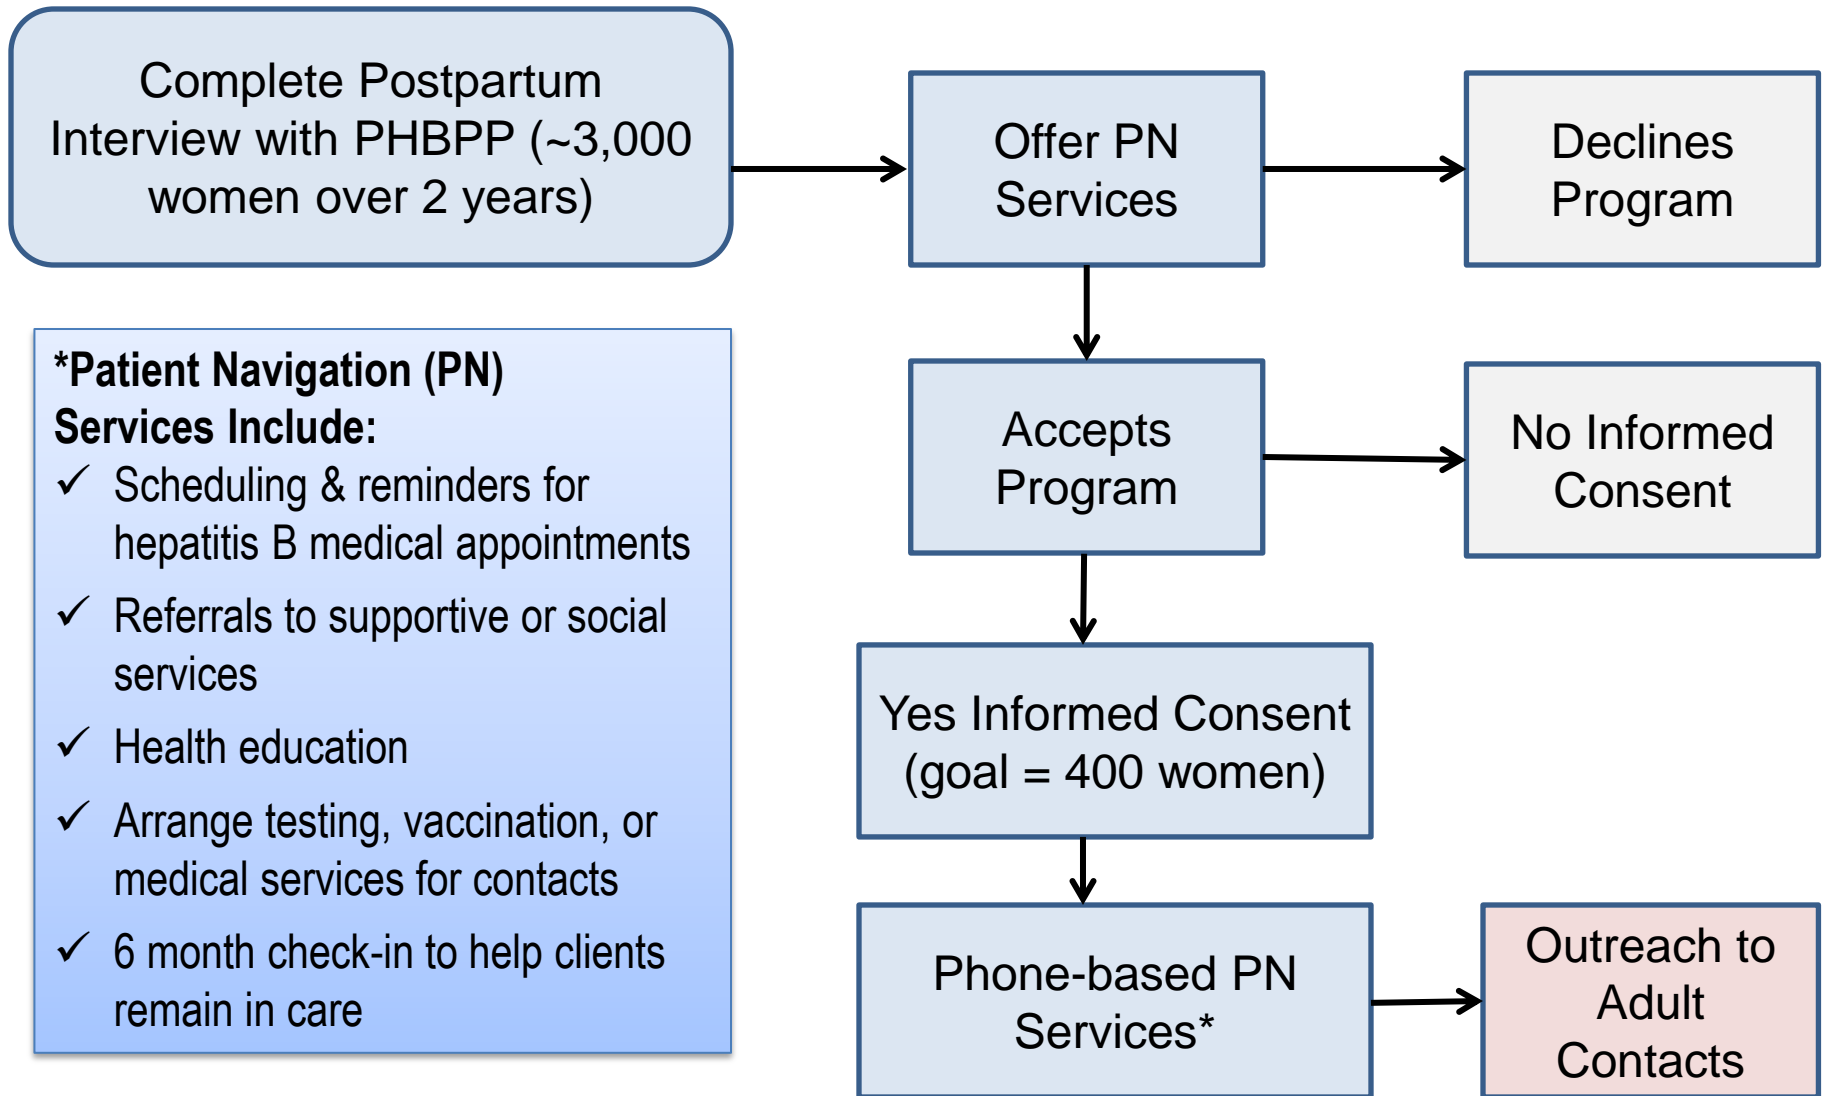 Complete Postpartum
Interview with PHBPP (~3,000
women over 2 years)
Offer PN
Services
Declines
Program
*Patient Navigation (PN)
Services Include:
✓ Scheduling & reminders for
hepatitis B medical appointments
✓ Referrals to supportive or social
services
✓ Health education
✓ Arrange testing, vaccination, or
medical services for contacts
✓ 6 month check-in to help clients
remain in care
Accepts
Program
No Informed
Consent
Yes Informed Consent
(goal = 400 women)
Phone-based PN
Services*
Outreach to
Adult
Contacts